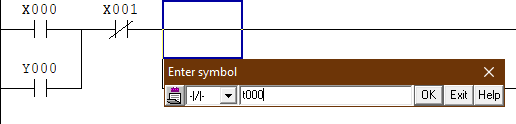 X000 X001
Y000
Enter symbol
-|/|- t000 OK Exit Help